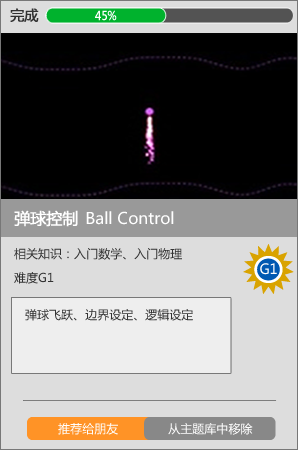 完成 45%
弹球控制 Ball Control
相关知识：入门数学、入门物理
难度G1
G1
弹球飞跃、边界设定、逻辑设定
推荐给朋友 从主题库中移除